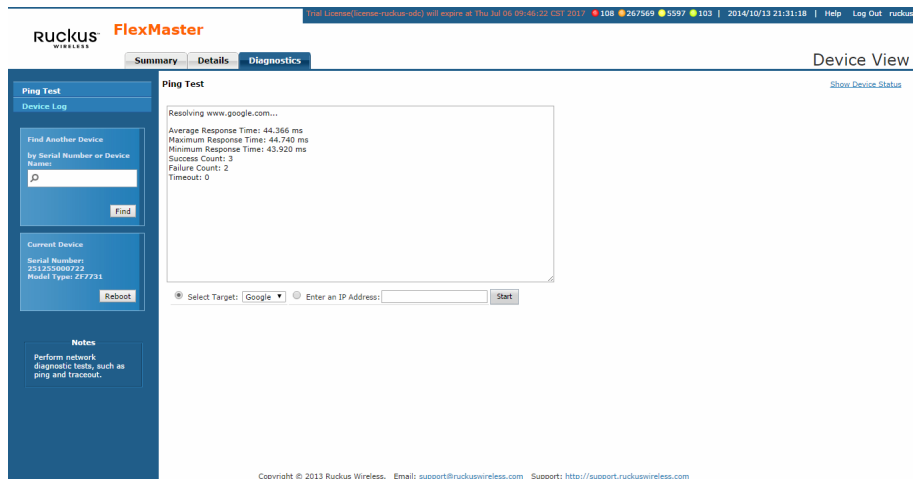 Trial License(license-ruckus-odc) will expire at Thu Jul 06 09:46:22 CST 2017 108 267569 5597 103 | 2014/10/13 21:31:18 | Help Log Out ruckus
Ruckus WIRELESS FlexMaster
Summary Details Diagnostics Device View
Ping Test
Device Log
Find Another Device
by Serial Number or Device
Name:
Find
Current Device
Serial Number:
251255000722
Model Type: ZF7731
Reboot
Notes
Perform network
diagnostic tests, such as
ping and traceout.
Ping Test Show Device Status
Resolving www.google.com...
Average Response Time: 44.366 ms
Maximum Response Time: 44.740 ms
Minimum Response Time: 43.920 ms
Success Count: 3
Failure Count: 2
Timeout: 0
Select Target: Google Enter an IP Address: Start
Copyright © 2013 Ruckus Wireless. Email: support@ruckuswireless.com Support: http://support.ruckuswireless.com